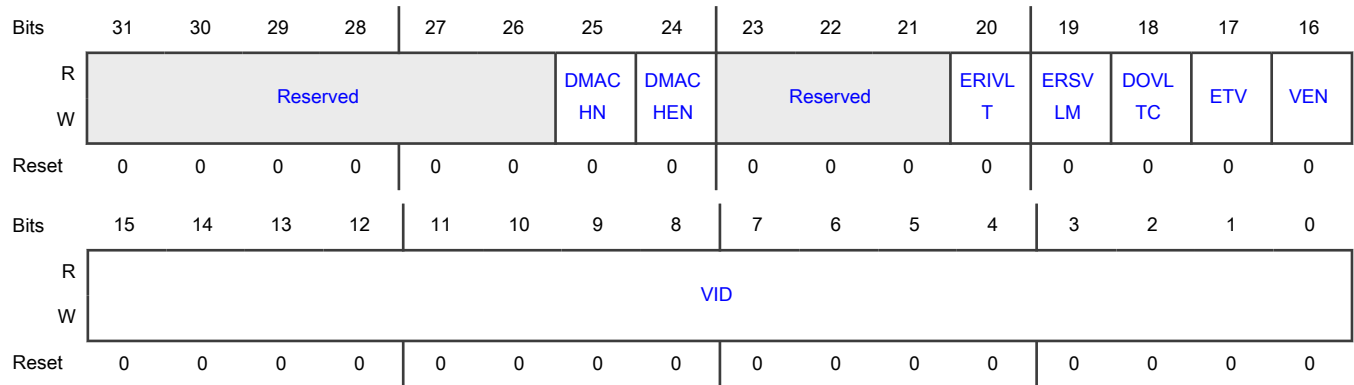 Bits 31 30 29 28 27 26 25 24 23 22 21 20 19 18 17 16
R
W
Reserved DMAC HN DMAC HEN Reserved ERIVL T ERSV LM DOVL TC ETV VEN
Reset 0 0 0 0 0 0 0 0 0 0 0 0 0 0 0 0
Bits 15 14 13 12 11 10 9 8 7 6 5 4 3 2 1 0
R
W
VID
Reset 0 0 0 0 0 0 0 0 0 0 0 0 0 0 0 0